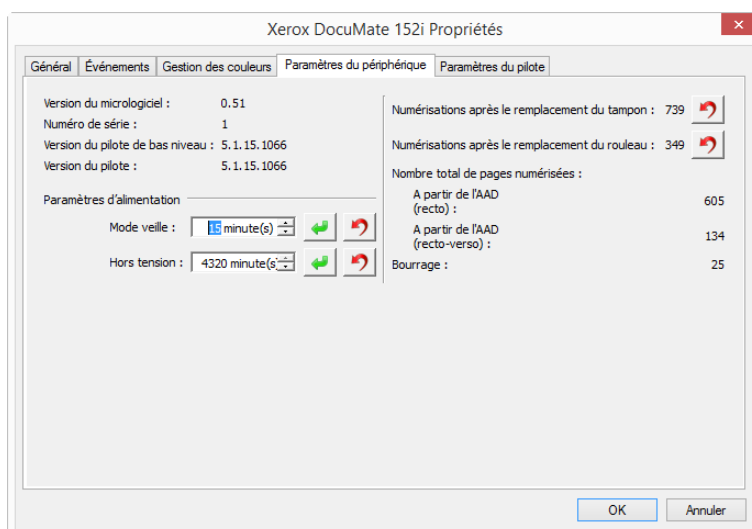 Xerox DocuMate 152i Propriétés
Général
Événements
Gestion des couleurs
Paramètres du périphérique
Paramètres du pilote
Version du micrologiciel : 0.51
Numéro de série : 1
Version du pilote de bas niveau : 5.1.15.1066
Version du pilote : 5.1.15.1066
Paramètres d'alimentation
Mode veille : 15 minute(s)
Hors tension : 4320 minute(s
Numérisations après le remplacement du tampon : 739
Numérisations après le remplacement du rouleau : 349
Nombre total de pages numérisées :
A partir de l'AAD
(recto) : 605
A partir de l'AAD
(recto-verso) : 134
Bourrage : 25
OK
Annuler